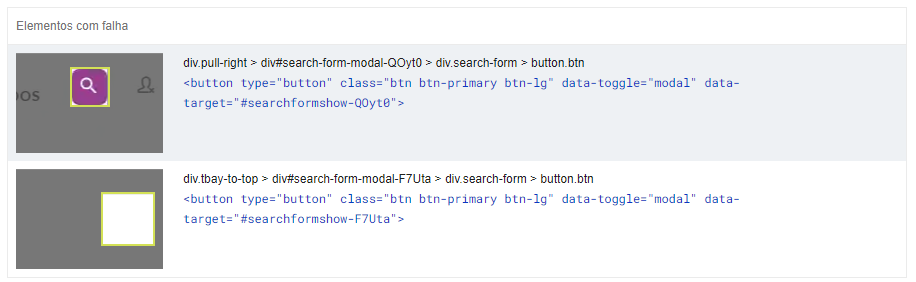 Elementos com falha
DOS
div.pull-right > div#search-form-modal-QOyt0 > div.search-form > button.btn
<button type="button" class="btn btn-primary btn-lg" data-toggle="modal" data-
target="#searchformshow-QOyt0">
div.tbay-to-top > div#search-form-modal-F7Uta > div.search-form > button.btn
<button type="button" class="btn btn-primary btn-lg" data-toggle="modal" data-
target="#searchformshow-F7Uta">